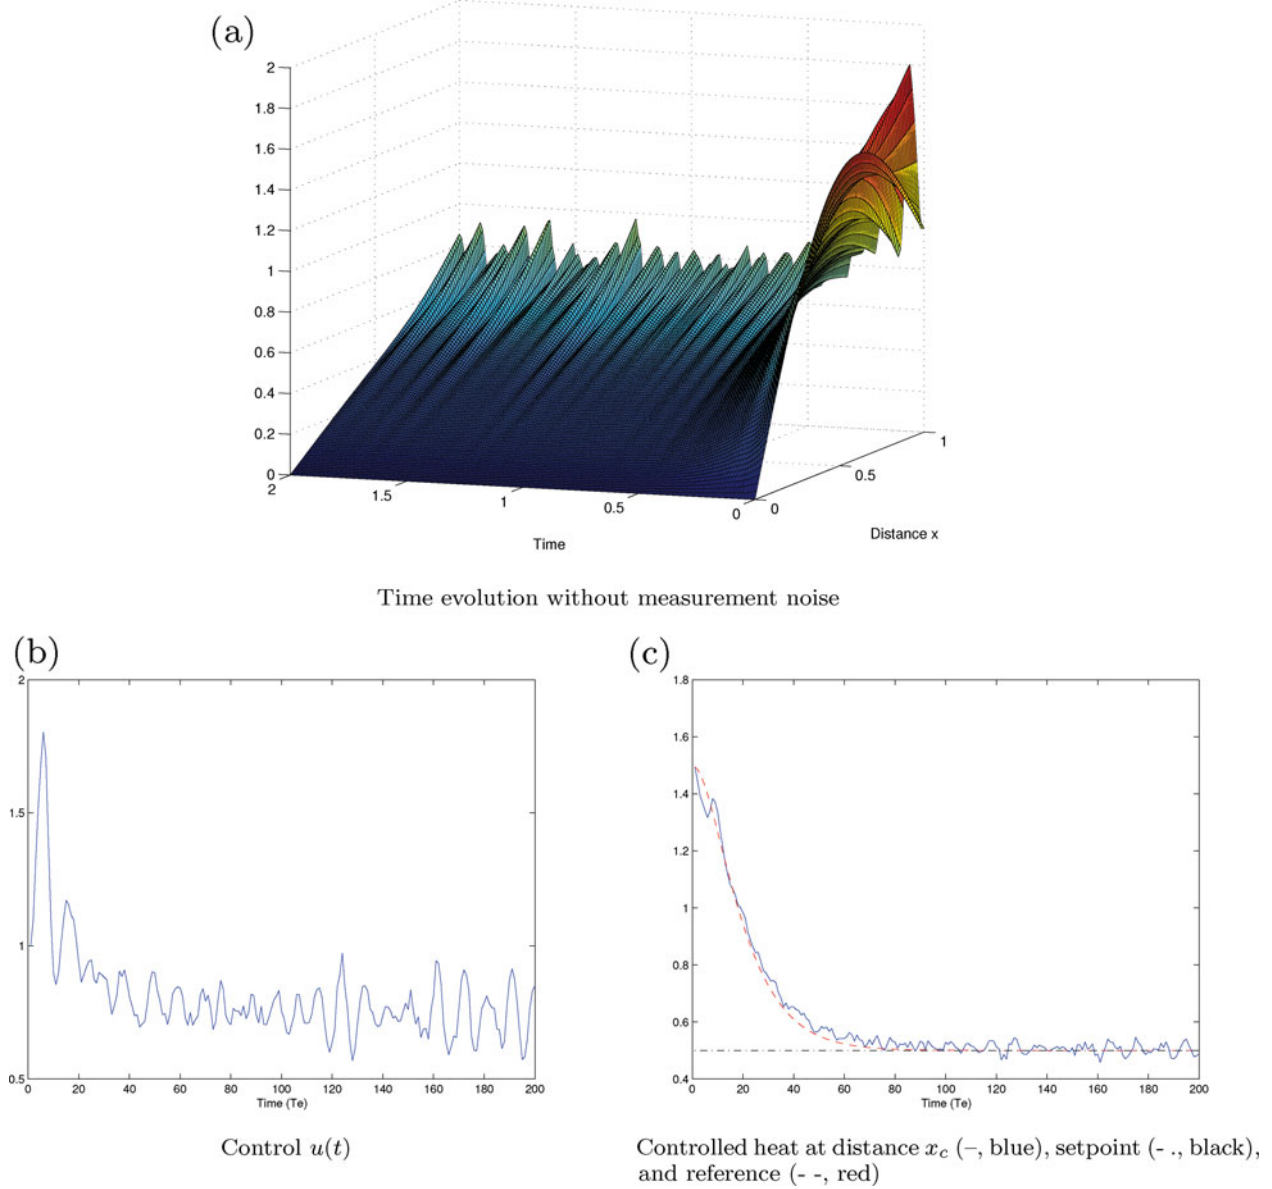 (a)
2
1.8
1.6
1.4
1.2
1
0.8
0.6
0.4
0.2
0
2
1.5
1
0.5
0
0
0.5
1
Time
Distance x
Time evolution without measurement noise
(b)
2
1.5
1
0.5
0 20 40 60 80 100 120 140 160 180 200
Time (Te)
Control u(t)
(c)
1.8
1.6
1.4
1.2
1
0.8
0.6
0.4
0 20 40 60 80 100 120 140 160 180 200
Time (Te)
Controlled heat at distance x_c (–, blue), setpoint (- ., black),
and reference (- -, red)